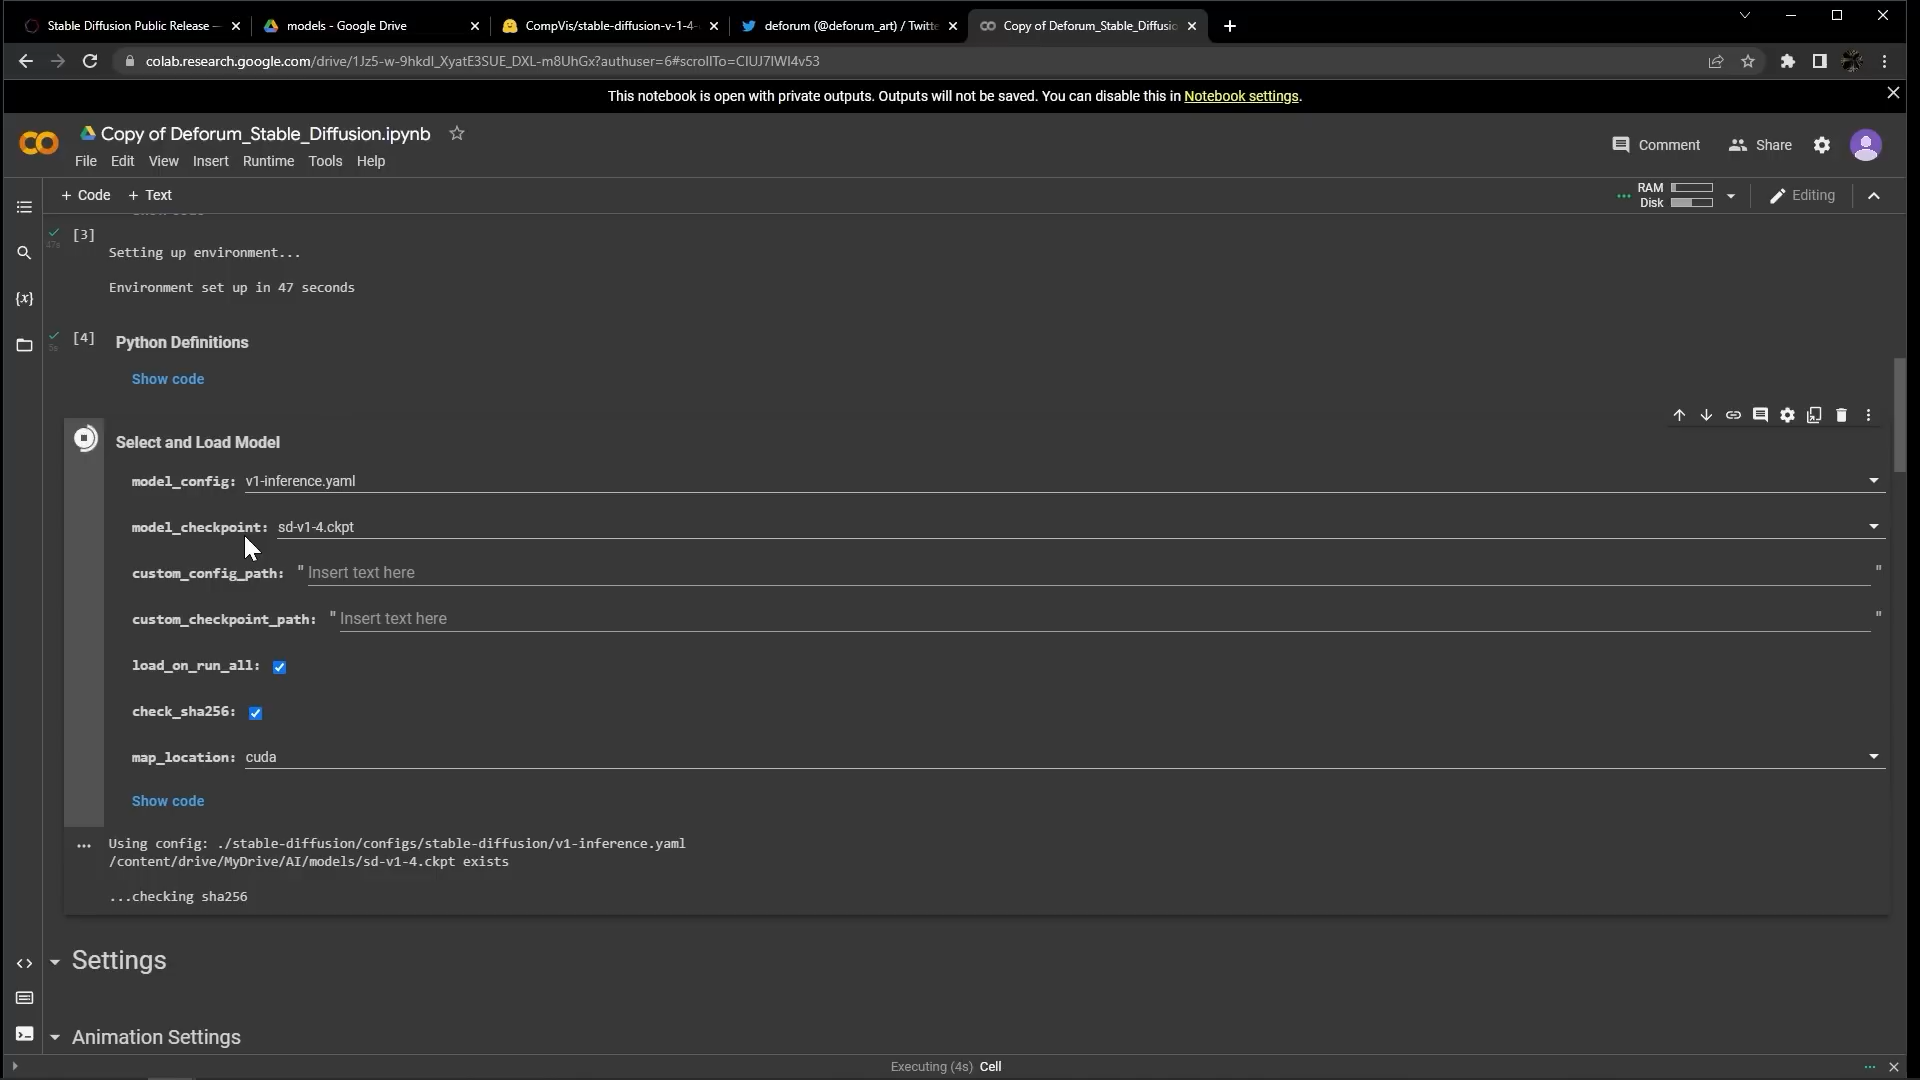 Stable Diffusion Public Release —
models - Google Drive
CompVis/stable-diffusion-v-1-4-
deforum (@deforum_art) / Twitte
Copy of Deforum_Stable_Diffusio
colab.research.google.com/drive/1Jz5-w-9hkdI_XyatE3SUE_DXL-m8UhGx?authuser=6#scrollTo=CIUJ7lWI4v53
This notebook is open with private outputs. Outputs will not be saved. You can disable this in Notebook settings.
Copy of Deforum_Stable_Diffusion.ipynb
File Edit View Insert Runtime Tools Help
Comment
Share
+ Code + Text
RAM
Disk
Editing
Show code
47s
[3]
Setting up environment...
Environment set up in 47 seconds
5s
[4]
Python Definitions
Show code
Select and Load Model
model_config: v1-inference.yaml
model_checkpoint: sd-v1-4.ckpt
custom_config_path: " Insert text here "
custom_checkpoint_path: " Insert text here "
load_on_run_all:
check_sha256:
map_location: cuda
Show code
... Using config: ./stable-diffusion/configs/stable-diffusion/v1-inference.yaml
/content/drive/MyDrive/AI/models/sd-v1-4.ckpt exists
...checking sha256
Settings
Animation Settings
Executing (4s) Cell